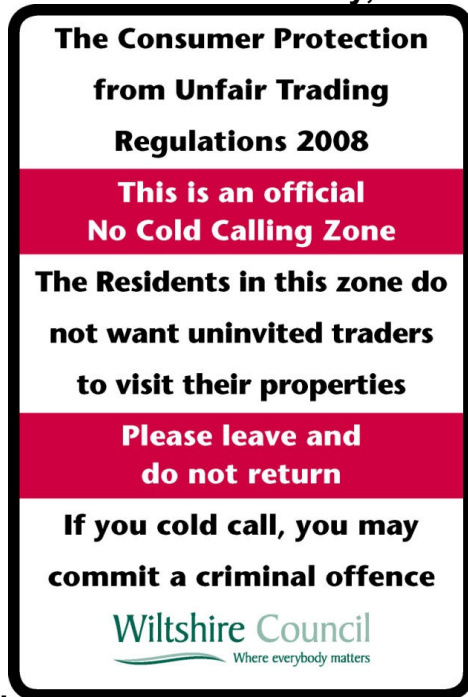 The Consumer Protection
from Unfair Trading
Regulations 2008
This is an official
No Cold Calling Zone
The Residents in this zone do
not want uninvited traders
to visit their properties
Please leave and
do not return
If you cold call, you may
commit a criminal offence
Wiltshire Council
Where everybody matters